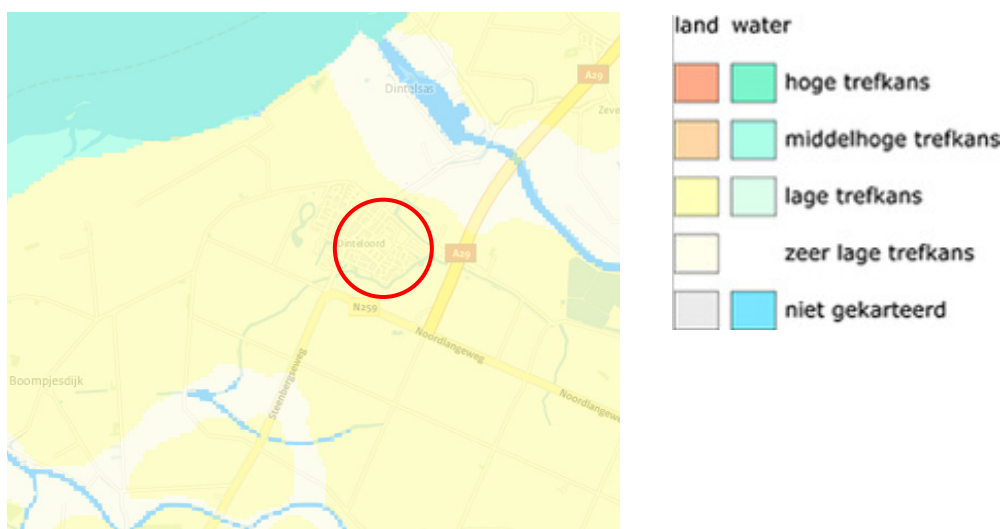 land water
hoge trefkans
middelhoge trefkans
lage trefkans
zeer lage trefkans
niet gekarteerd
A29
Dintelsas
Zeve
Dinteloord
A29
N259
Noordlangeweg
Boompjesdijk
Steenbergseweg
Noordlangeweg